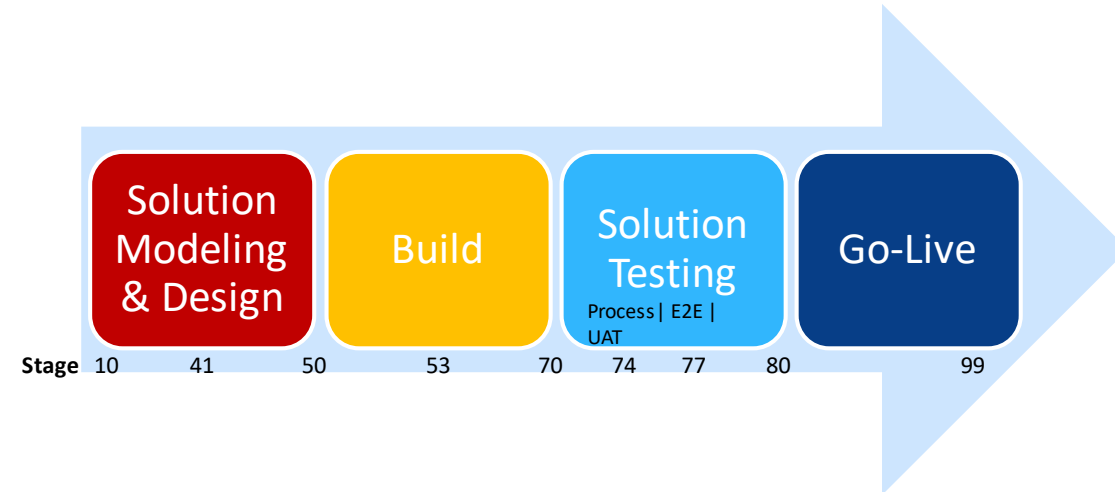 Solution
Modeling
& Design
Build
Solution
Testing
Process| E2E |
UAT
Go-Live
Stage 10 41 50 53 70 74 77 80 99